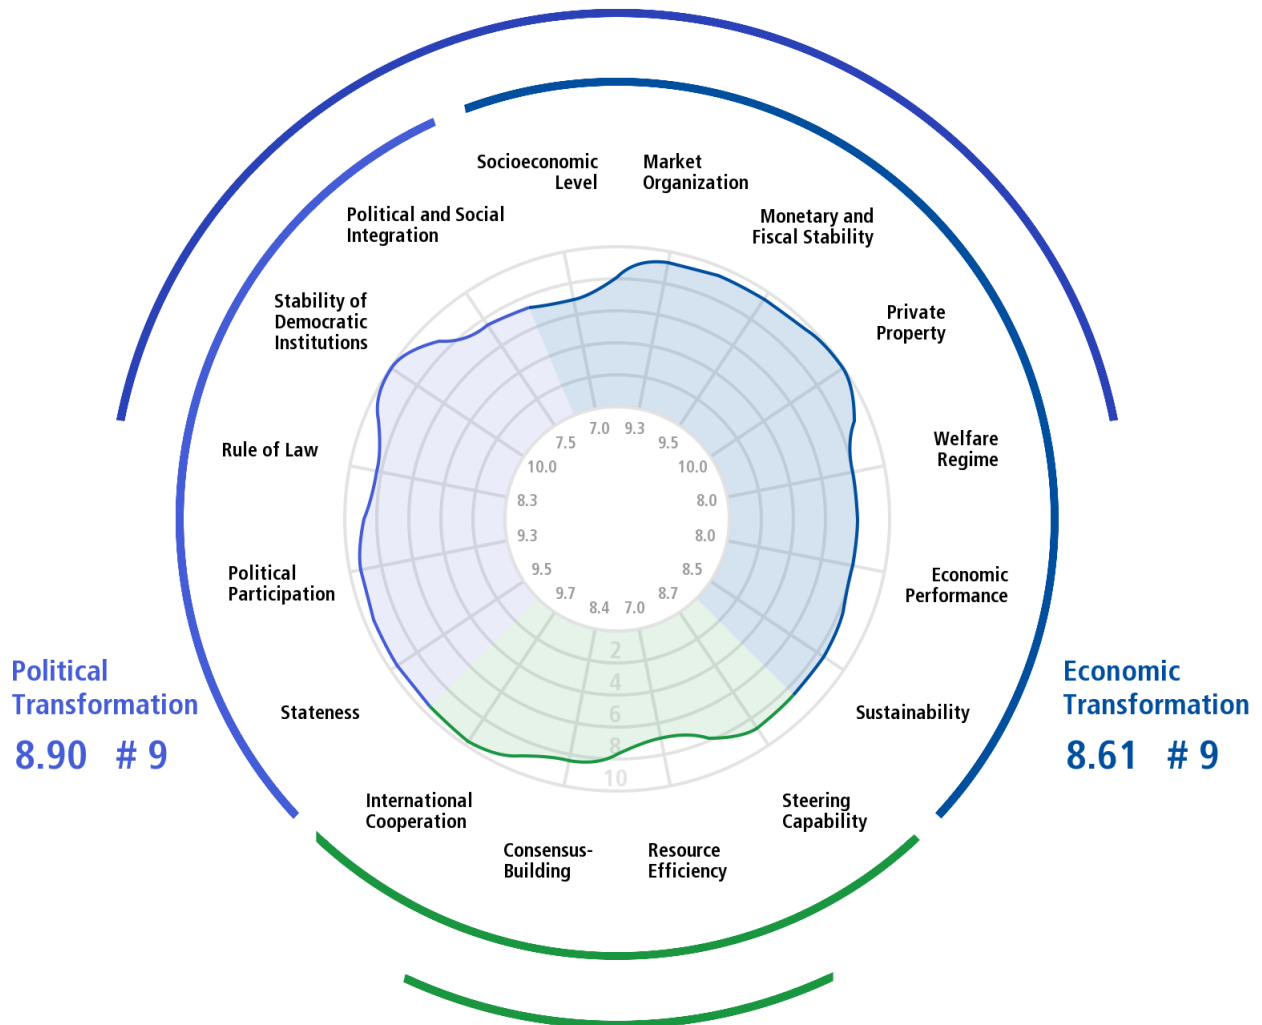 Socioeconomic
Level
Market
Organization
Political and Social
Integration
Monetary and
Fiscal Stability
Stability of
Democratic
Institutions
Private
Property
Rule of Law
Welfare
Regime
Political
Participation
Economic
Performance
Stateness
Sustainability
International
Cooperation
Steering
Capability
Consensus-
Building
Resource
Efficiency
7.0
9.3
7.5
9.5
10.0
10.0
8.3
8.0
9.3
8.0
9.5
8.5
9.7
8.7
8.4
7.0
2
4
6
8
10
Political
Transformation
8.90 # 9
Economic
Transformation
8.61 # 9